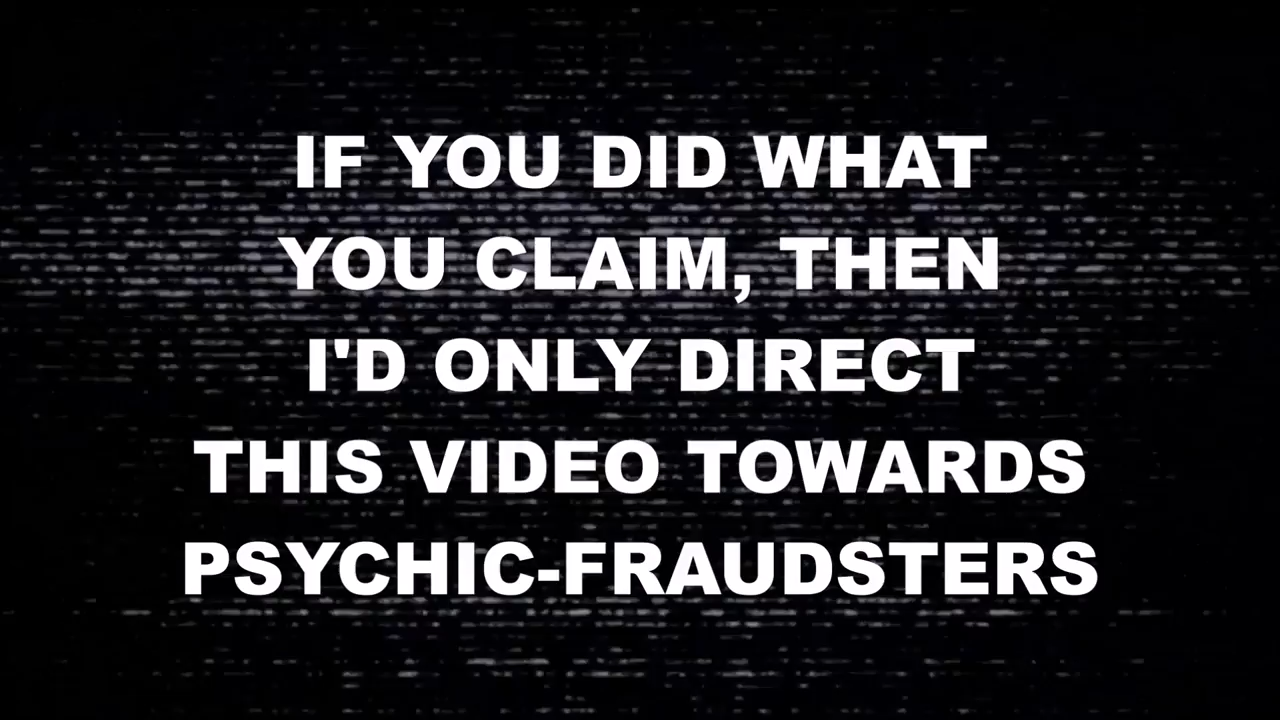 IF YOU DID WHAT
YOU CLAIM, THEN
I'D ONLY DIRECT
THIS VIDEO TOWARDS
PSYCHIC-FRAUDSTERS